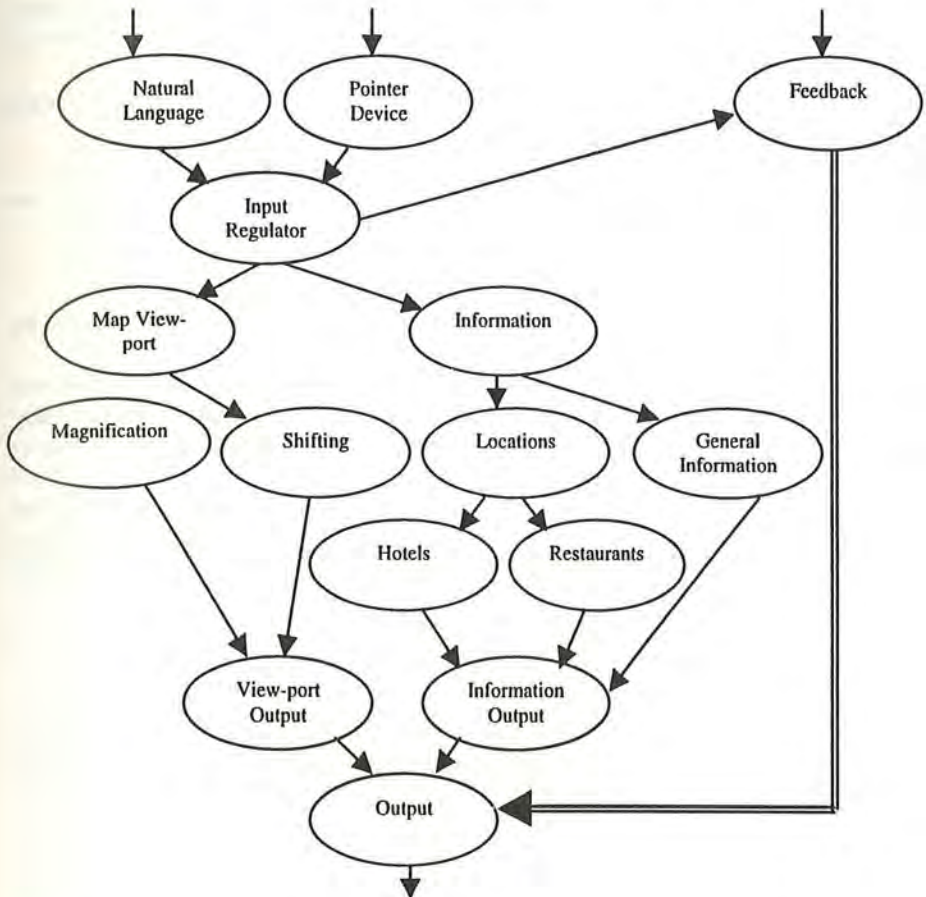 Natural
Language
Pointer
Device
Feedback
Input
Regulator
Map View-
port
Information
Magnification
Shifting
Locations
General
Information
Hotels
Restaurants
View-port
Output
Information
Output
Output